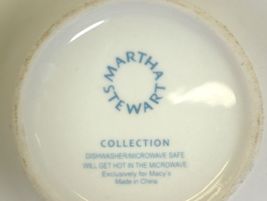 MARTHA
STEWART
COLLECTION
DISHWASHER/MICROWAVE SAFE
WILL GET HOT IN THE MICROWAVE
Exclusively for Macy's
Made in China